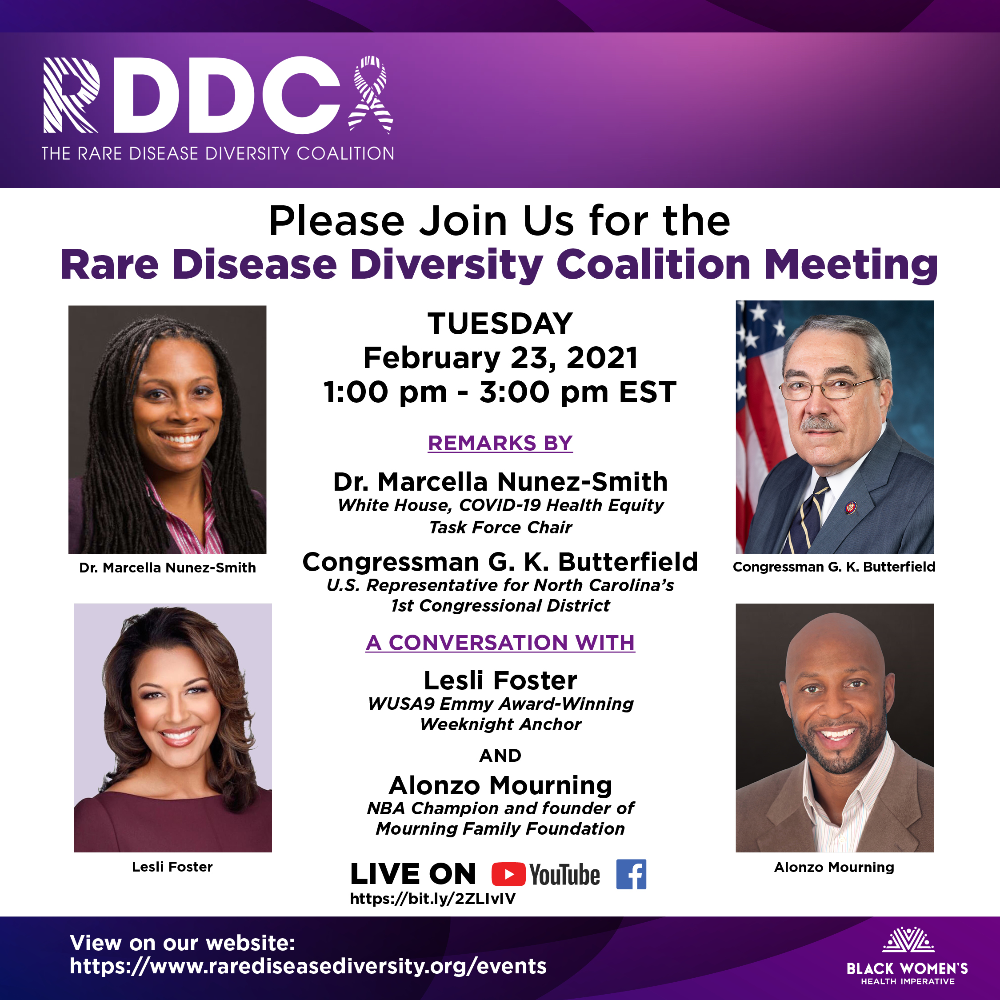 RDDC
THE RARE DISEASE DIVERSITY COALITION
Please Join Us for the
Rare Disease Diversity Coalition Meeting
TUESDAY
February 23, 2021
1:00 pm - 3:00 pm EST
REMARKS BY
Dr. Marcella Nunez-Smith
White House, COVID-19 Health Equity
Task Force Chair
Congressman G. K. Butterfield
U.S. Representative for North Carolina's
1st Congressional District
Dr. Marcella Nunez-Smith
Congressman G. K. Butterfield
A CONVERSATION WITH
Lesli Foster
WUSA9 Emmy Award-Winning
Weeknight Anchor
AND
Alonzo Mourning
NBA Champion and founder of
Mourning Family Foundation
Lesli Foster
Alonzo Mourning
LIVE ON YouTube f
https://bit.ly/2ZLIvIV
View on our website:
https://www.rarediseasediversity.org/events
BLACK WOMEN'S
HEALTH IMPERATIVE